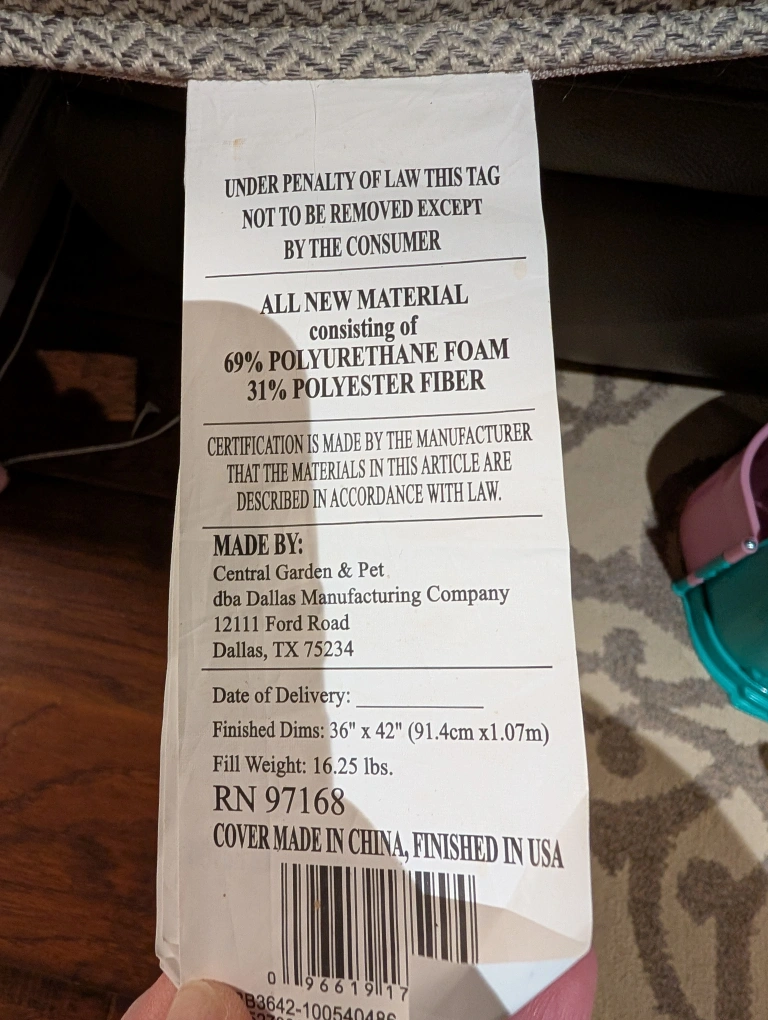 UNDER PENALTY OF LAW THIS TAG
NOT TO BE REMOVED EXCEPT
BY THE CONSUMER
ALL NEW MATERIAL
consisting of
69% POLYURETHANE FOAM
31% POLYESTER FIBER
CERTIFICATION IS MADE BY THE MANUFACTURER
THAT THE MATERIALS IN THIS ARTICLE ARE
DESCRIBED IN ACCORDANCE WITH LAW.
MADE BY:
Central Garden & Pet
dba Dallas Manufacturing Company
12111 Ford Road
Dallas, TX 75234
Date of Delivery:
Finished Dims: 36" x 42" (91.4cm x1.07m)
Fill Weight: 16.25 lbs.
RN 97168
COVER MADE IN CHINA, FINISHED IN USA
0 96619 17